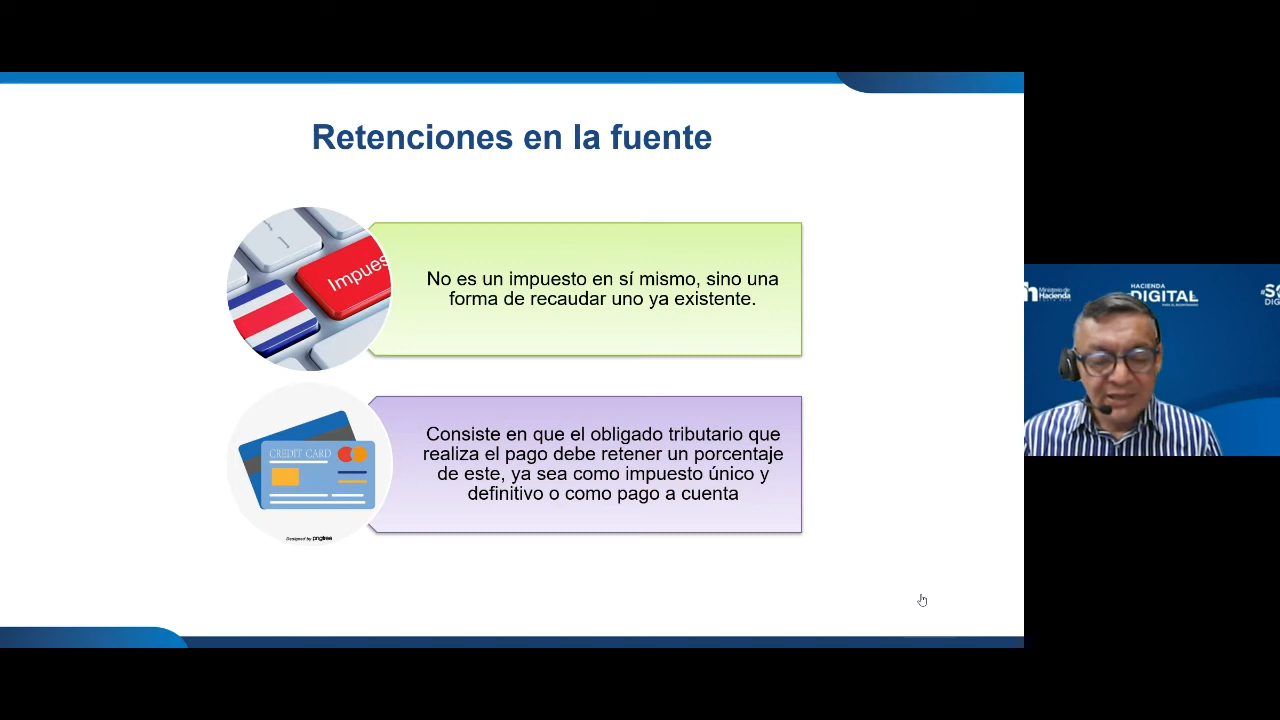 Retenciones en la fuente
Impues
No es un impuesto en sí mismo, sino una
forma de recaudar uno ya existente.
CREDIT CARD
Consiste en que el obligado tributario que
realiza el pago debe retener un porcentaje
de este, ya sea como impuesto único y
definitivo o como pago a cuenta
Designed by pngtree
Ministerio de
Hacienda
HACIENDA
DIGITAL